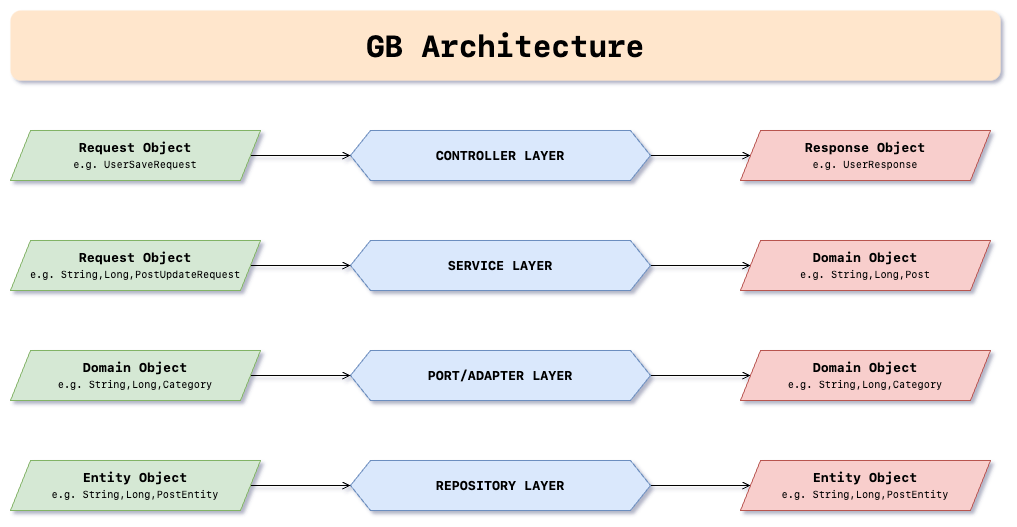 GB Architecture
Request Object
e.g. UserSaveRequest
CONTROLLER LAYER
Response Object
e.g. UserResponse
Request Object
e.g. String,Long,PostUpdateRequest
SERVICE LAYER
Domain Object
e.g. String,Long,Post
Domain Object
e.g. String,Long,Category
PORT/ADAPTER LAYER
Domain Object
e.g. String,Long,Category
Entity Object
e.g. String,Long,PostEntity
REPOSITORY LAYER
Entity Object
e.g. String,Long,PostEntity